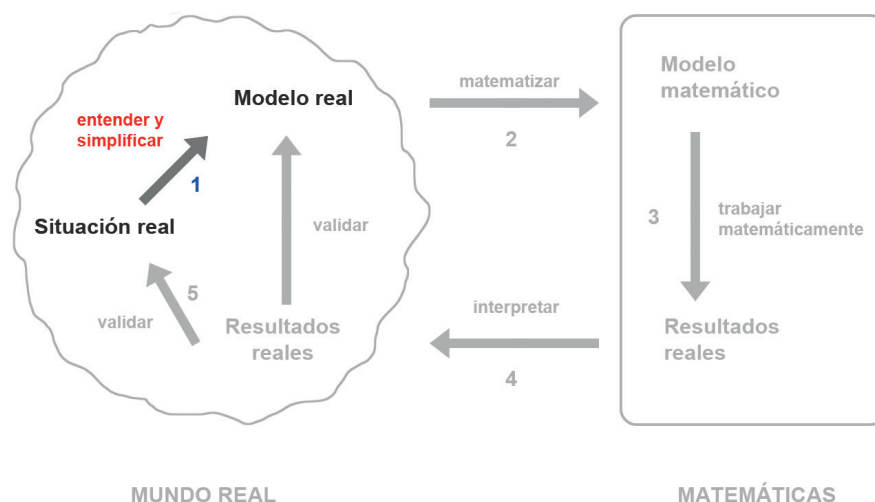 Modelo real
entender y
simplificar
1
Situación real
validar
5
validar
Resultados
reales
matematizar
2
interpretar
4
Modelo
matemático
3
trabajar
matemáticamente
Resultados
reales
MUNDO REAL
MATEMÁTICAS